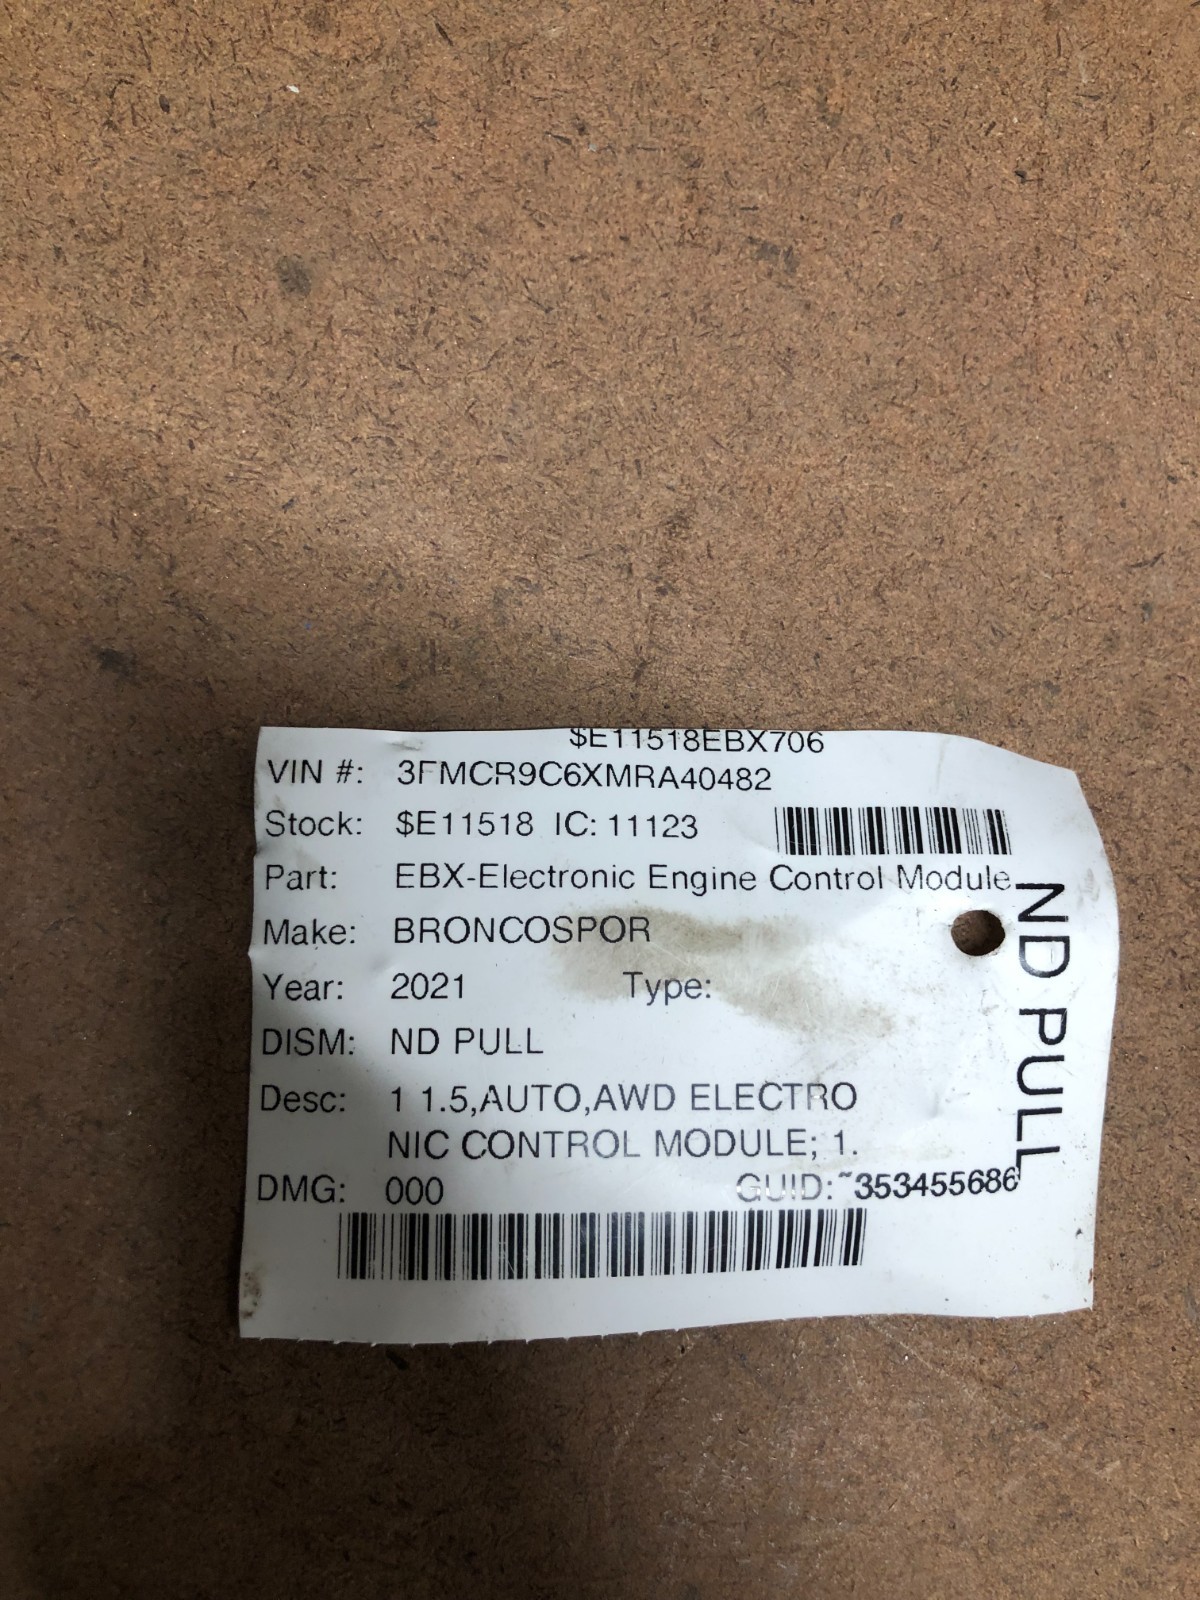 $E11518EBX706
VIN #: 3FMCR9C6XMRA40482
Stock: $E11518 IC: 11123
Part: EBX-Electronic Engine Control Module
Make: BRONCOSPOR
Year: 2021 Type:
DISM: ND PULL
Desc: 1 1.5,AUTO,AWD ELECTRO
NIC CONTROL MODULE; 1.
DMG: 000 GUID: ~353455686
ND PULL